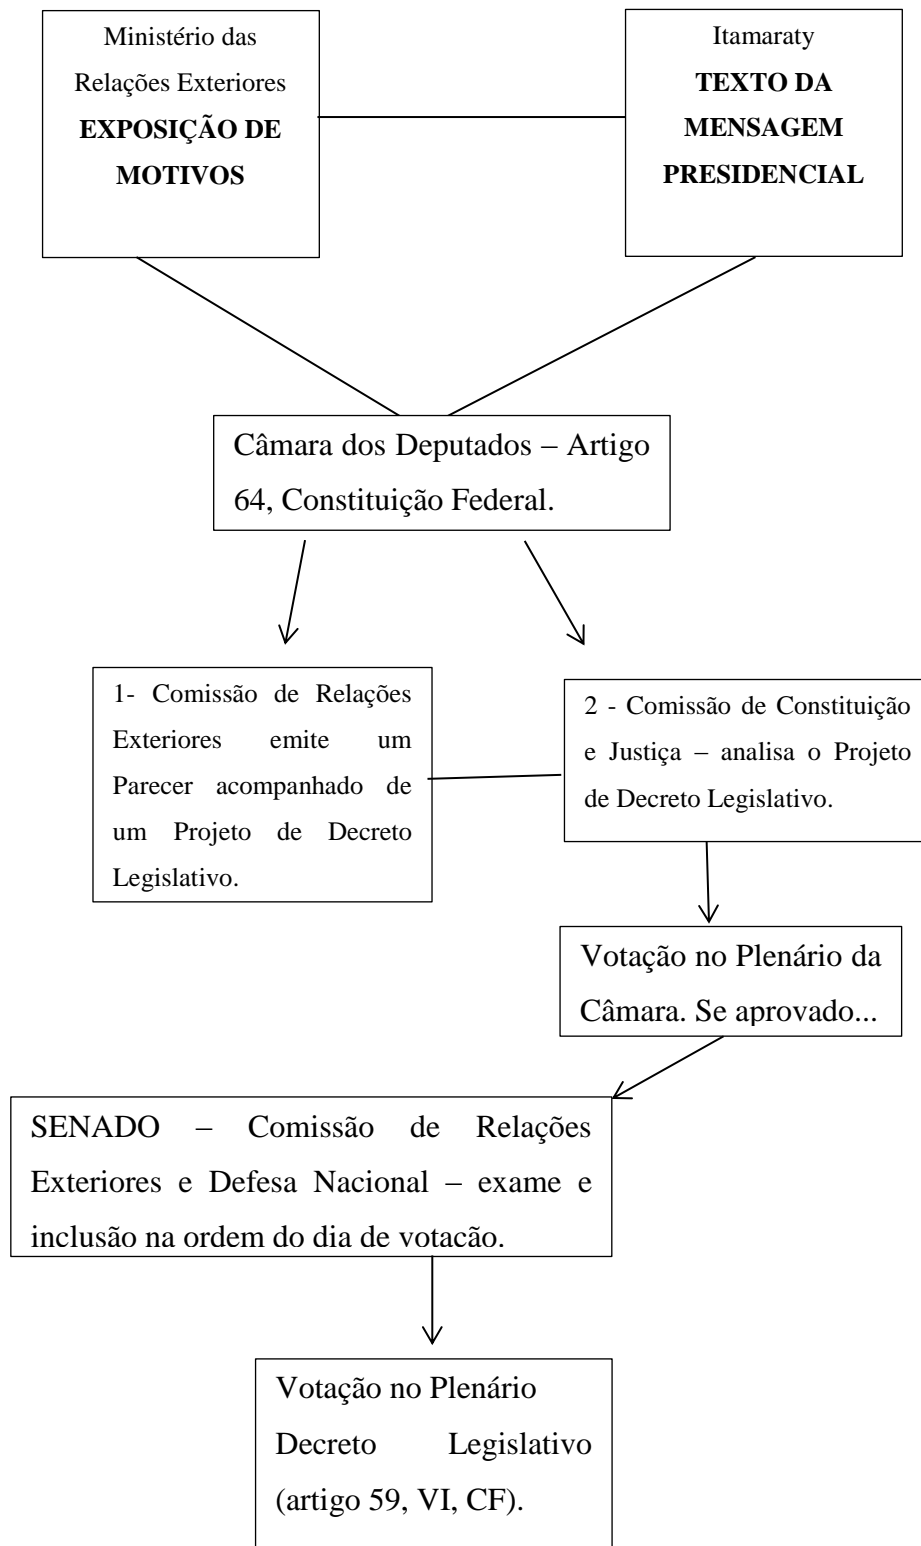 Ministério das
Relações Exteriores
EXPOSIÇÃO DE
MOTIVOS
Itamaraty
TEXTO DA
MENSAGEM
PRESIDENCIAL
Câmara dos Deputados – Artigo
64, Constituição Federal.
1- Comissão de Relações
Exteriores emite um
Parecer acompanhado de
um Projeto de Decreto
Legislativo.
2 - Comissão de Constituição
e Justiça – analisa o Projeto
de Decreto Legislativo.
Votação no Plenário da
Câmara. Se aprovado...
SENADO – Comissão de Relações
Exteriores e Defesa Nacional – exame e
inclusão na ordem do dia de votacão.
Votação no Plenário
Decreto Legislativo
(artigo 59, VI, CF).